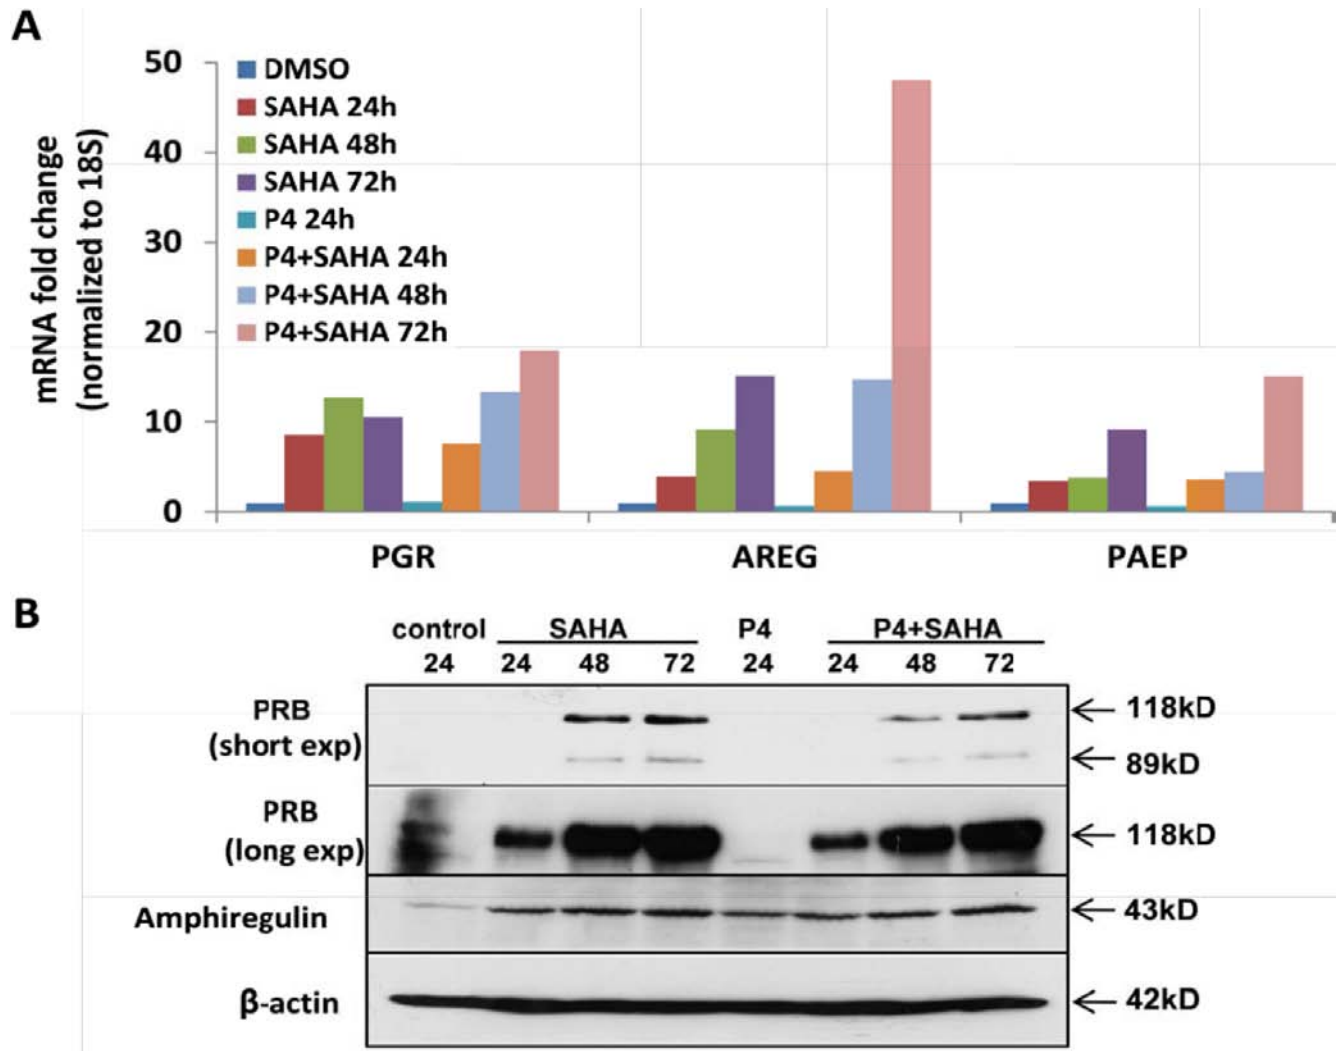 A
mRNA fold change
(normalized to 18S)
50
40
30
20
10
0
DMSO
SAHA 24h
SAHA 48h
SAHA 72h
P4 24h
P4+SAHA 24h
P4+SAHA 48h
P4+SAHA 72h
PGR AREG PAEP
B
control SAHA P4 P4+SAHA
24 24 48 72 24 24 48 72
PRB
(short exp)
118kD
89kD
PRB
(long exp)
118kD
Amphiregulin
43kD
β-actin
42kD